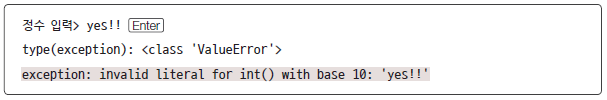 정수 입력> yes!! Enter
type(exception): <class 'ValueError'>
exception: invalid literal for int() with base 10: 'yes!!'